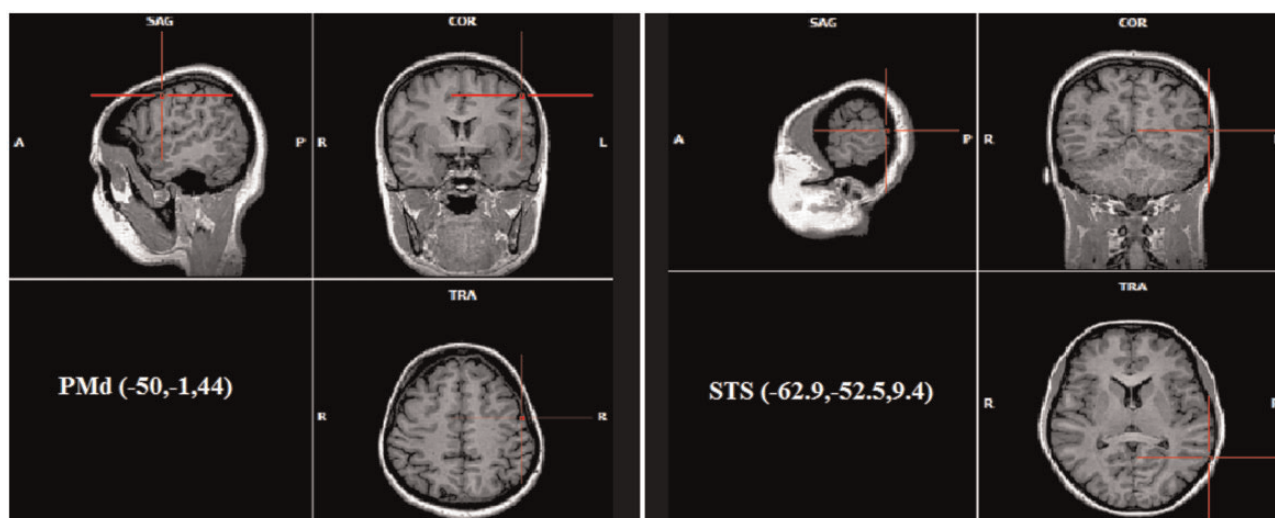 SAG
COR
A
P
R
L
TRA
PMd (-50,-1,44)
R
R
SAG
COR
A
P
R
TRA
STS (-62.9,-52.5,9.4)
R